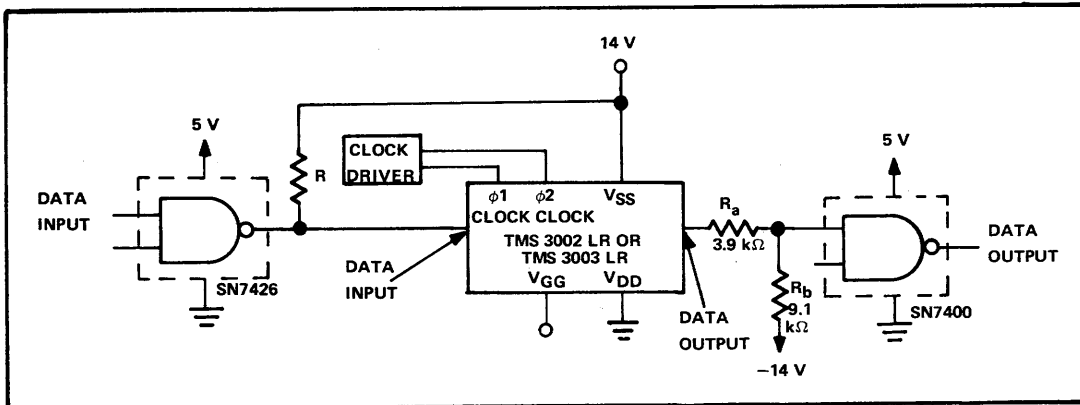 14 V
5 V
5 V
CLOCK
DRIVER
R
DATA
INPUT
ϕ1 ϕ2 VSS
CLOCK CLOCK
TMS 3002 LR OR
TMS 3003 LR
VGG VDD
Ra
3.9 kΩ
DATA
OUTPUT
SN7426
DATA
INPUT
DATA
OUTPUT
Rb
9.1
kΩ
SN7400
−14 V